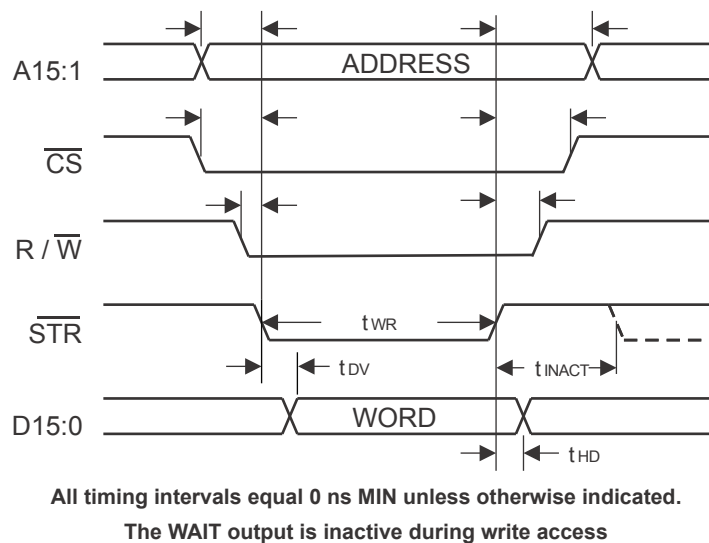 A15:1
ADDRESS
CS
R / W
STR
tWR
tDV
tINACT
D15:0
WORD
tHD
All timing intervals equal 0 ns MIN unless otherwise indicated.
The WAIT output is inactive during write access